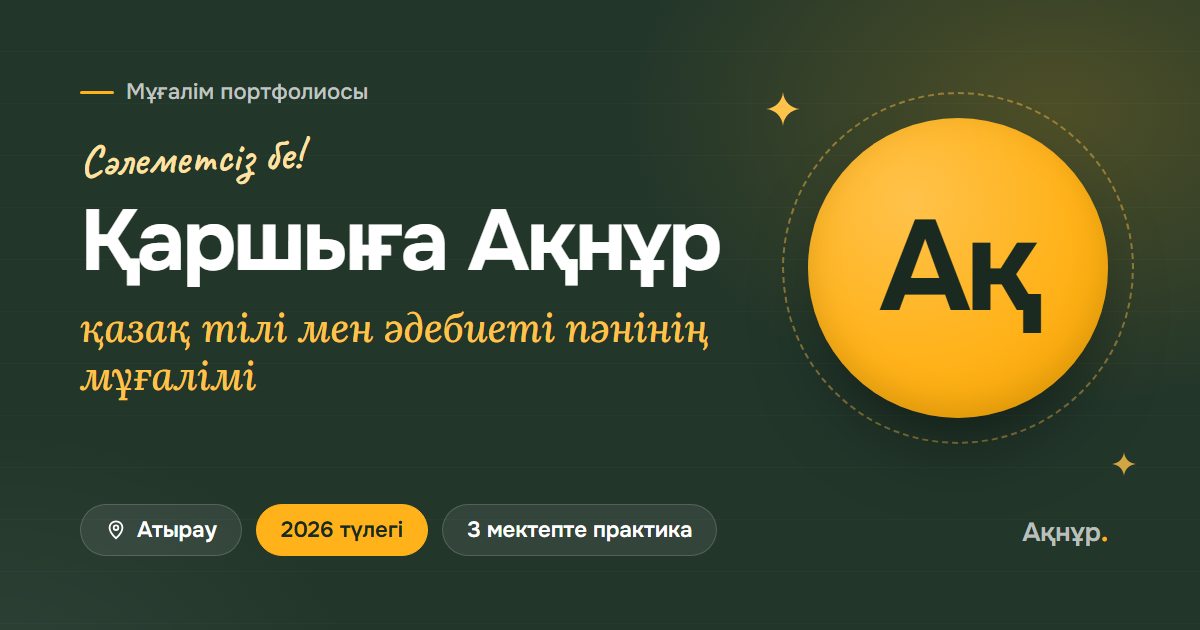 Мұғалім портфолиосы
Сәлеметсіз бе!
Қаршыға Ақнұр
қазақ тілі мен әдебиеті пәнінің
мұғалімі
Ақ
Атырау
2026 түлегі
3 мектепте практика
Ақнұр.